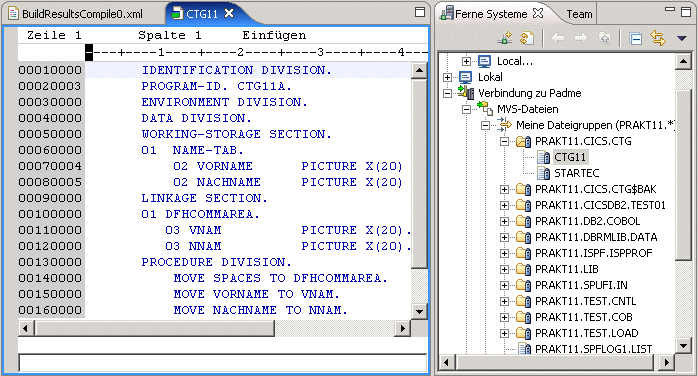 BuildResultsCompile0.xml CTG11
Zeile 1 Spalte 1 Einfügen
----+----1----+----2----+----3----+----4-
00010000 IDENTIFICATION DIVISION.
00020003 PROGRAM-ID. CTG11A.
00030000 ENVIRONMENT DIVISION.
00040000 DATA DIVISION.
00050000 WORKING-STORAGE SECTION.
00060000 01 NAME-TAB.
00070004 02 VORNAME PICTURE X(20)
00080005 02 NACHNAME PICTURE X(20)
00090000 LINKAGE SECTION.
00100000 01 DFHCOMMAREA.
00110000 03 VNAM PICTURE X(20).
00120000 03 NNAM PICTURE X(20).
00130000 PROCEDURE DIVISION.
00140000 MOVE SPACES TO DFHCOMMAREA.
00150000 MOVE VORNAME TO VNAM.
00160000 MOVE NACHNAME TO NNAM.
Ferne Systeme Team
Local...
Lokal
Verbindung zu Padme
MVS-Dateien
Meine Dateigruppen (PRAKT11.*)
PRAKT11.CICS.CTG
CTG11
STARTEC
PRAKT11.CICS.CTG$BAK
PRAKT11.CICSDB2.TEST01
PRAKT11.DB2.COBOL
PRAKT11.DBRMLIB.DATA
PRAKT11.ISPF.ISPPROF
PRAKT11.LIB
PRAKT11.SPUFI.IN
PRAKT11.TEST.CNTL
PRAKT11.TEST.COB
PRAKT11.TEST.LOAD
PRAKT11.SPFLOG1.LIST